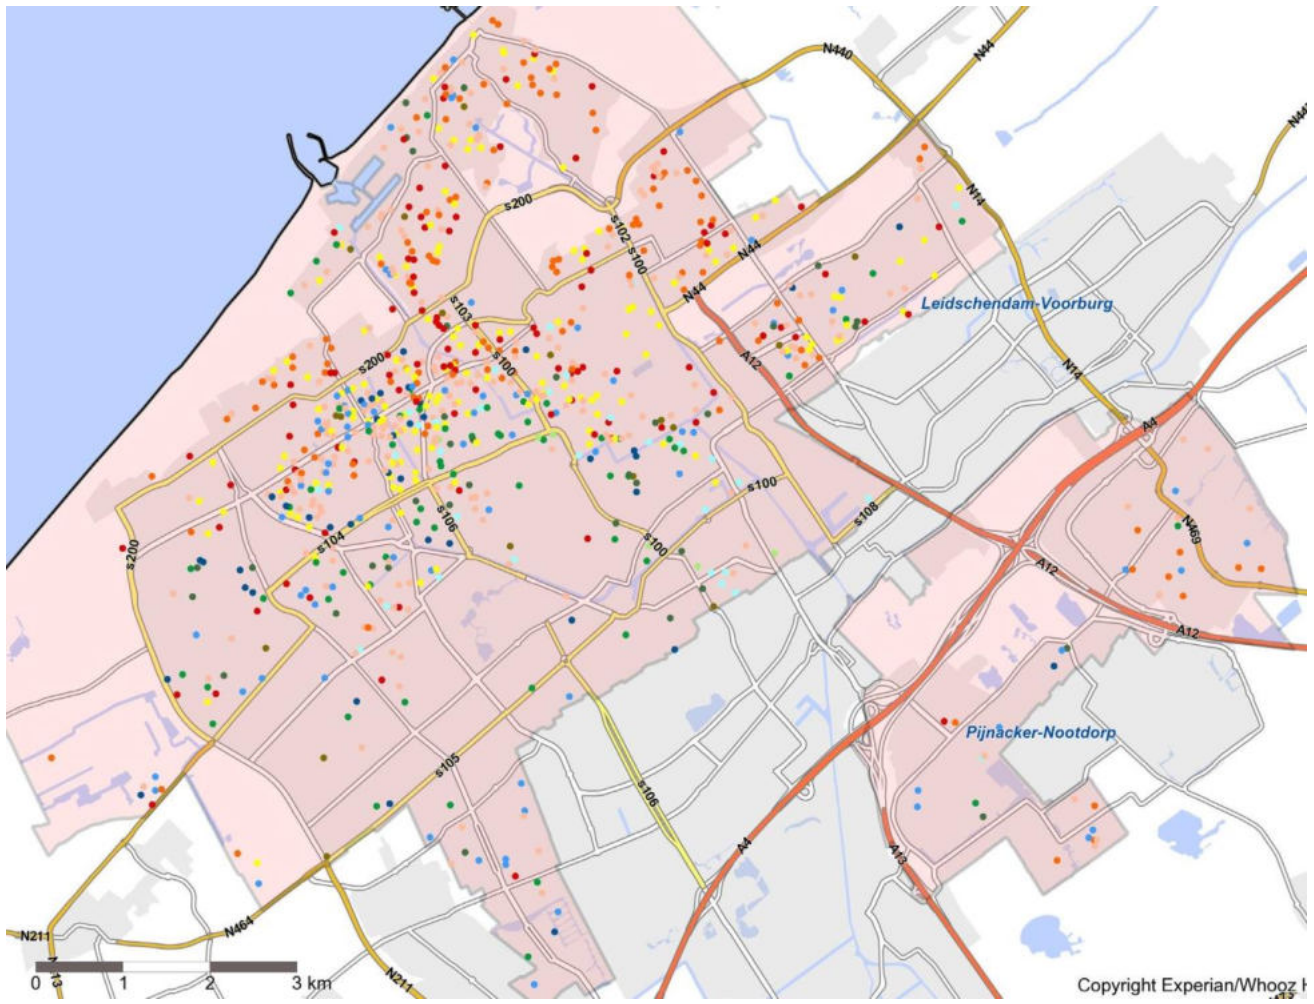 N440
N44
N44
s200
s102
s100
N14
N44
N44
Leidschendam-Voorburg
s103
s200
s100
A12
N14
A4
s100
s106
s104
s108
s200
s100
N469
A12
A12
Pijnacker-Nootdorp
s105
s106
A4
A13
N464
N211
N211
0 1 2 3 km
Copyright Experian/Whooz